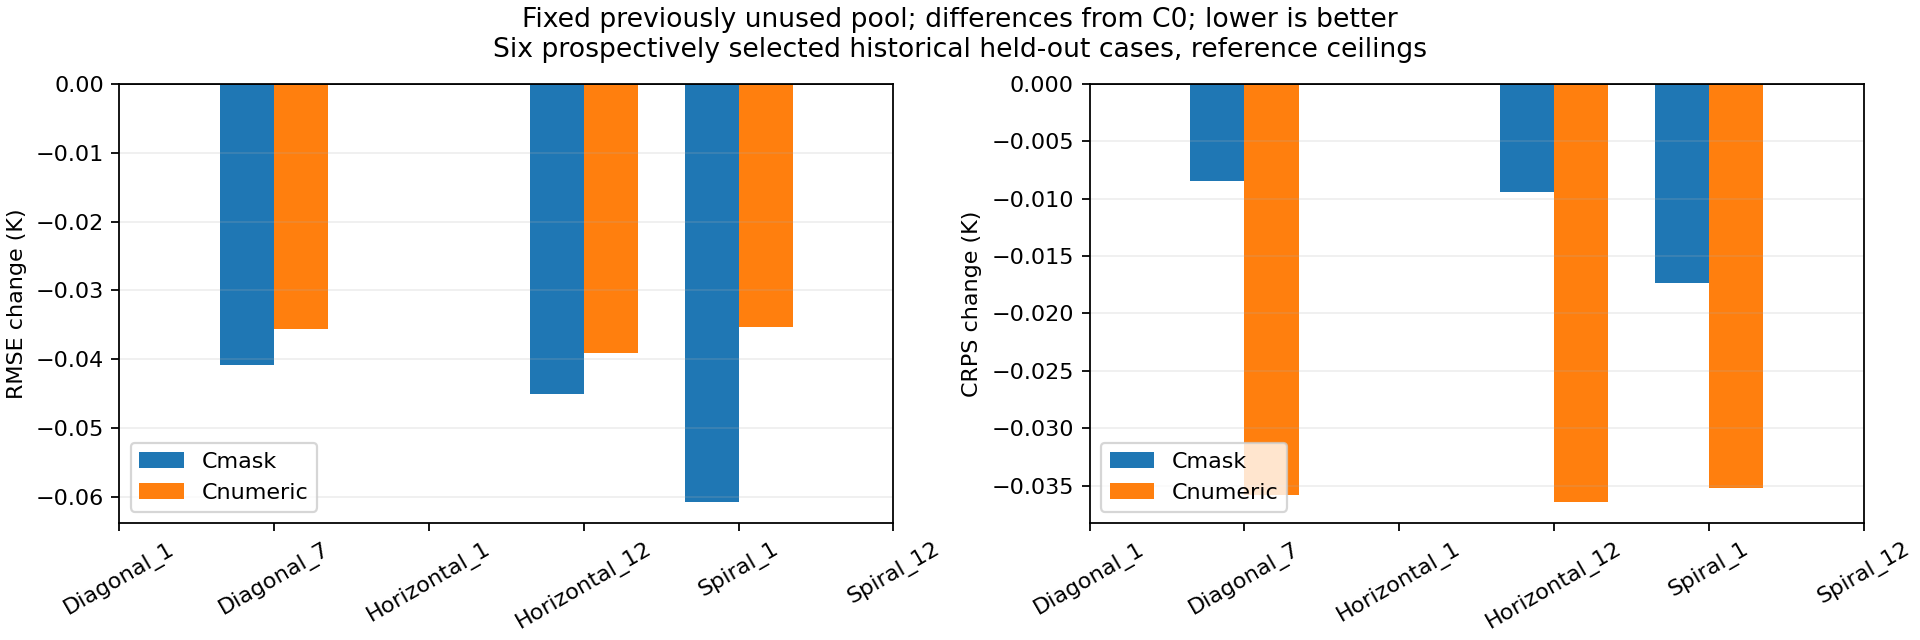 Fixed previously unused pool; differences from C0; lower is better
Six prospectively selected historical held-out cases, reference ceilings
RMSE change (K)
0.00
−0.01
−0.02
−0.03
−0.04
−0.05
−0.06
Cmask
Cnumeric
Diagonal_1
Diagonal_7
Horizontal_1
Horizontal_12
Spiral_1
Spiral_12
CRPS change (K)
0.000
−0.005
−0.010
−0.015
−0.020
−0.025
−0.030
−0.035
Cmask
Cnumeric
Diagonal_1
Diagonal_7
Horizontal_1
Horizontal_12
Spiral_1
Spiral_12